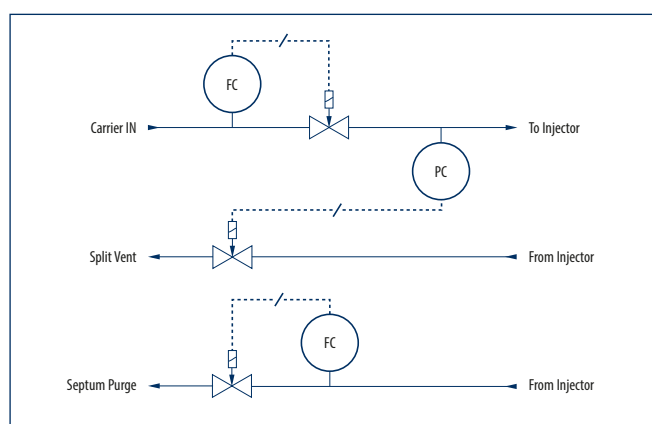 FC
Carrier IN
To Injector
PC
Split Vent
From Injector
FC
Septum Purge
From Injector